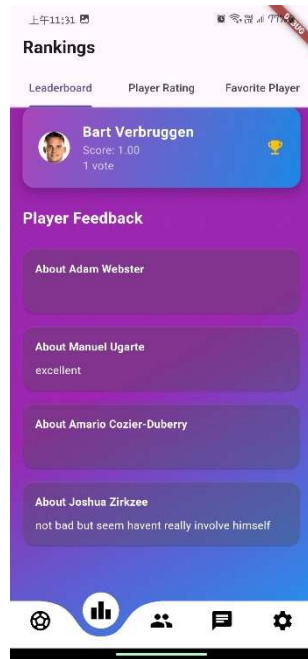 上午11:31
Rankings
Leaderboard Player Rating Favorite Player
Bart Verbruggen
Score: 1.00
1 vote
Player Feedback
About Adam Webster
About Manuel Ugarte
excellent
About Amario Cozier-Duberry
About Joshua Zirkzee
not bad but seem havent really involve himself